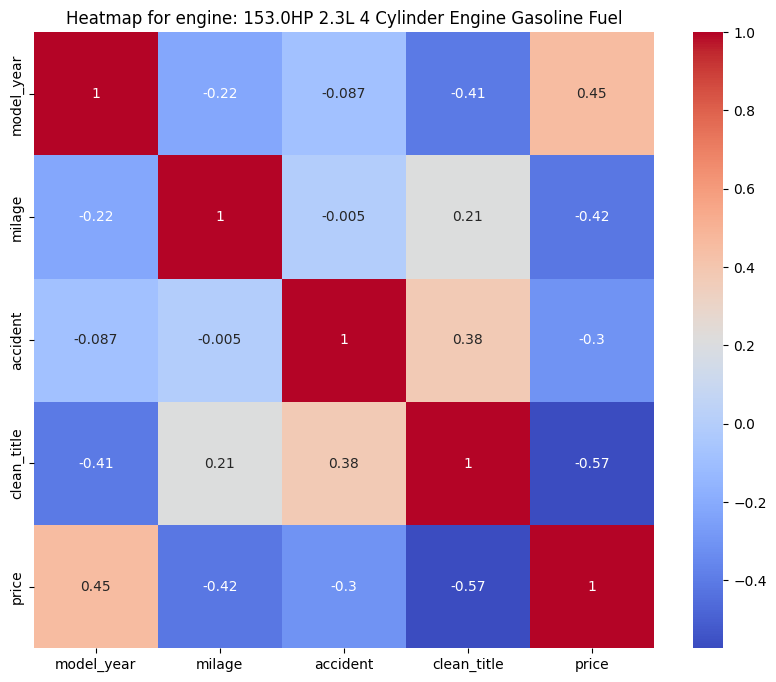 Heatmap for engine: 153.0HP 2.3L 4 Cylinder Engine Gasoline Fuel
model_year 1 -0.22 -0.087 -0.41 0.45
milage -0.22 1 -0.005 0.21 -0.42
accident -0.087 -0.005 1 0.38 -0.3
clean_title -0.41 0.21 0.38 1 -0.57
price 0.45 -0.42 -0.3 -0.57 1
model_year milage accident clean_title price
1.0
0.8
0.6
0.4
0.2
0.0
−0.2
−0.4